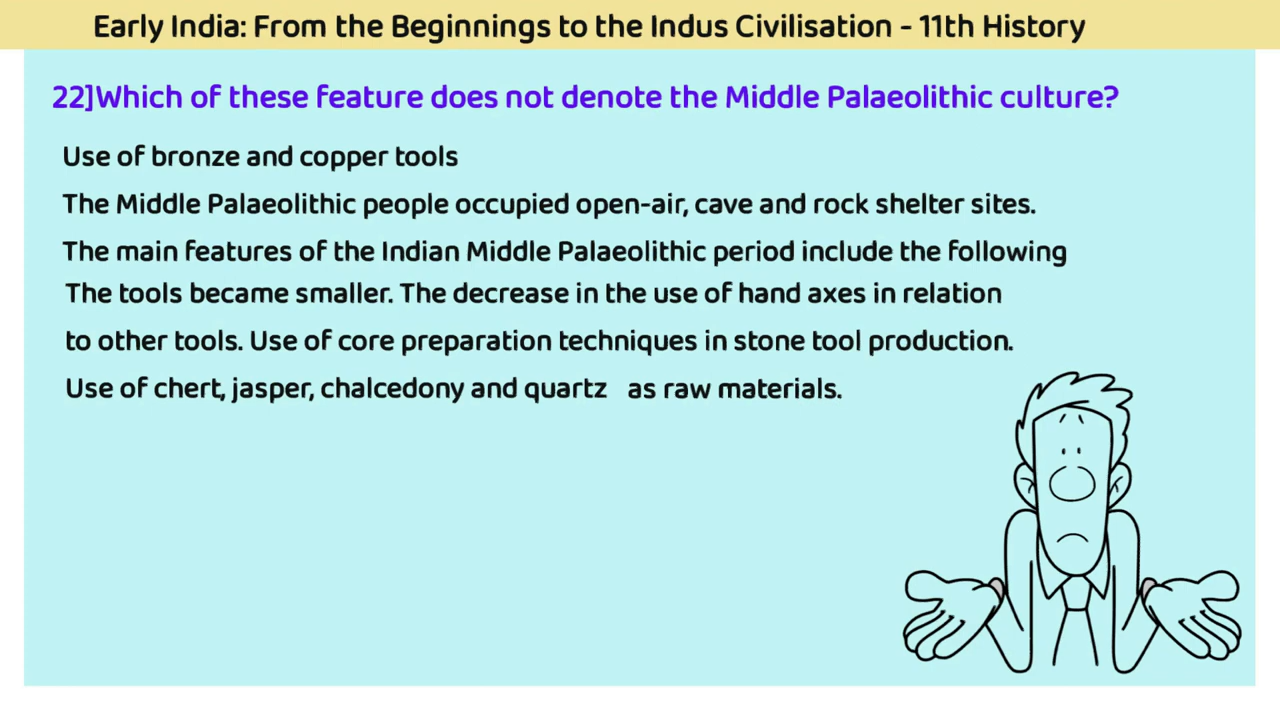 Early India: From the Beginnings to the Indus Civilisation - 11th History
22]Which of these feature does not denote the Middle Palaeolithic culture?
Use of bronze and copper tools
The Middle Palaeolithic people occupied open-air, cave and rock shelter sites.
The main features of the Indian Middle Palaeolithic period include the following
The tools became smaller. The decrease in the use of hand axes in relation
to other tools. Use of core preparation techniques in stone tool production.
Use of chert, jasper, chalcedony and quartz as raw materials.